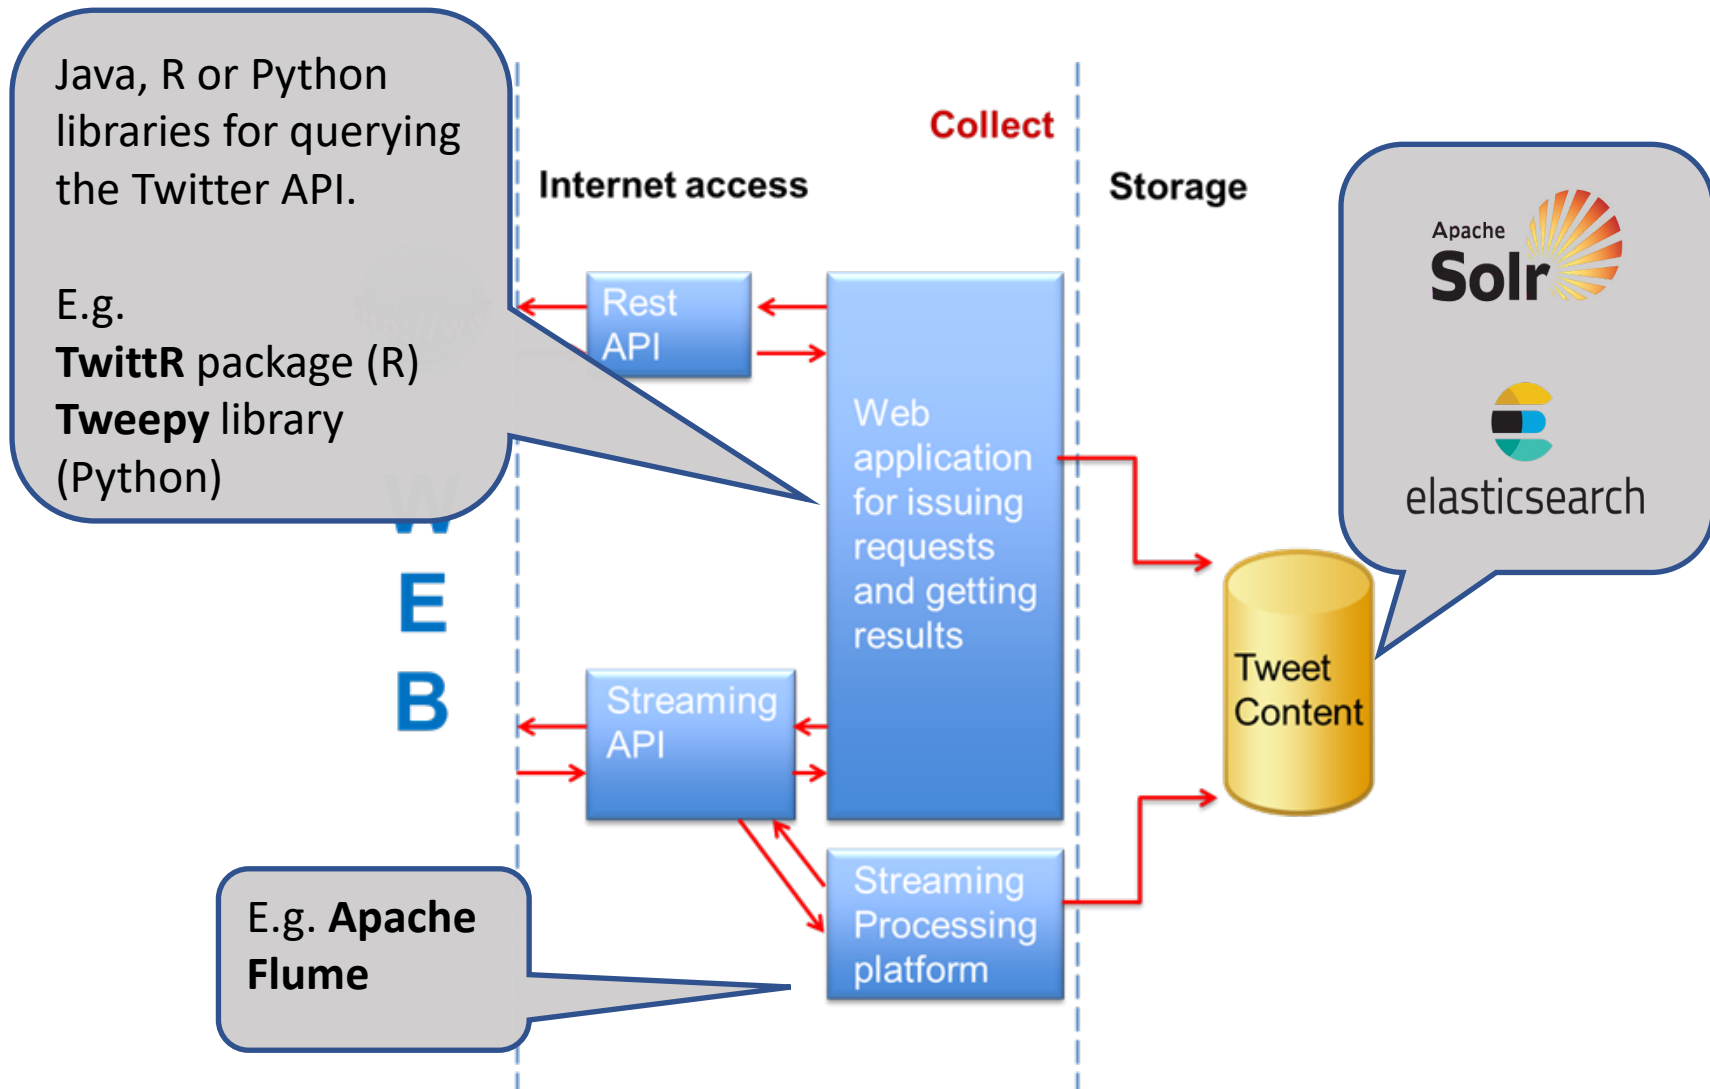 Java, R or Python
libraries for querying
the Twitter API.
E.g.
TwittR package (R)
Tweepy library
(Python)
Collect
Internet access
Storage
Apache
Solr
elasticsearch
Rest
API
Web
application
for issuing
requests
and getting
results
W
E
B
Streaming
API
Tweet
Content
Streaming
Processing
platform
E.g. Apache
Flume